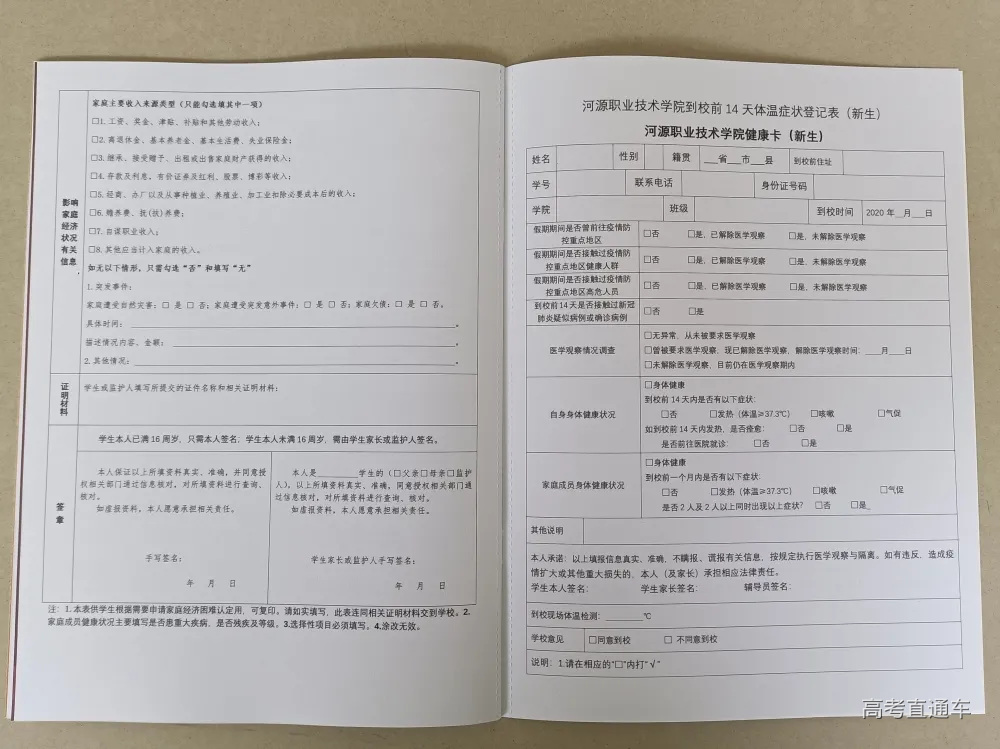 家庭主要收入来源类型（只能勾选填其中一项）
□1. 工资、奖金、津贴、补贴和其他劳动收入；
□2. 离退休金、基本养老金、基本生活费、失业保险金；
□3. 继承、接受赠予、出租或出售家庭财产获得的收入；
□4. 存款及利息，有价证券及红利、股票、博彩等收入；
□5. 经商、办厂以及从事种植业、养殖业、加工业扣除必要成本后的收入；
□6. 赡养费、抚(扶)养费；
□7. 自谋职业收入；
□8. 其他应当计入家庭的收入。
影响
家庭
经济
状况
有关
信息
如无以下情形，只需勾选“否”和填写“无”
1. 突发事件：
家庭遭受自然灾害：□ 是 □ 否；家庭遭受突发意外事件：□ 是 □ 否；家庭欠债：□ 是 □ 否。
具体时间：________。
描述情况内容、金额：________。
2. 其他情况：________。
证明材料
学生或监护人填写所提交的证件名称和相关证明材料：
签章
学生本人已满 16 周岁，只需本人签名；学生本人未满 16 周岁，需由学生家长或监护人签名。
本人保证以上所填资料真实、准确，并同意授
权相关部门通过信息核对，对所填资料进行查询、
核对。
如虚报资料，本人愿意承担相关责任。
手写签名：
年 月 日
本人是________学生的（□父亲□母亲□监护
人），以上所填资料真实、准确，同意授权相关部门通
过信息核对，对所填资料进行查询、核对。
如虚报资料，本人愿意承担相关责任。
学生家长或监护人手写签名：
年 月 日
注：1.本表供学生根据需要申请家庭经济困难认定用，可复印。请如实填写，此表连同相关证明材料交到学校。2.
家庭成员健康状况主要填写是否患重大疾病，是否残疾及等级。3.选择性项目必须填写。4.涂改无效。
河源职业技术学院到校前 14 天体温症状登记表（新生）
河源职业技术学院健康卡（新生）
姓名 性别 籍贯 ___省___市___县 到校前住址
学号 联系电话 身份证号码
学院 班级 到校时间 2020 年__月___日
假期期间是否曾前往疫情防
控重点地区 □否 □是，已解除医学观察 □是，未解除医学观察
假期期间是否接触过疫情防
控重点地区健康人群 □否 □是，已解除医学观察 □是，未解除医学观察
假期期间是否接触过疫情防
控重点地区高危人员 □否 □是，已解除医学观察 □是，未解除医学观察
到校前14天是否接触过新冠
肺炎疑似病例或确诊病例 □否 □是
医学观察情况调查
□无异常，从未被要求医学观察
□曾被要求医学观察，现已解除医学观察，解除医学观察时间：____月___日
□未解除医学观察，目前仍在医学观察期内
自身身体健康状况
□身体健康
到校前 14 天内是否有以下症状：
□否 □发热（体温≥37.3℃） □咳嗽 □气促
如到校前 14 天内发热，是否痊愈： □否 □是
是否前往医院就诊： □否 □是
家庭成员身体健康状况
□身体健康
到校前一个月内是否有以下症状：
□否 □发热（体温≥37.3℃） □咳嗽 □气促
是否 2 人及 2 人以上同时出现以上症状？ □否 □是_
其他说明
本人承诺：以上填报信息真实、准确，不瞒报、谎报有关信息，按规定执行医学观察与隔离。如有违反，造成疫
情扩大或其他重大损失的，本人（及家长）承担相应法律责任。
学生本人签名： 学生家长签名： 辅导员签名：
到校现场体温检测：________℃
学校意见 □同意到校 □ 不同意到校
说明：1.请在相应的“□”内打“√”
高考直通车